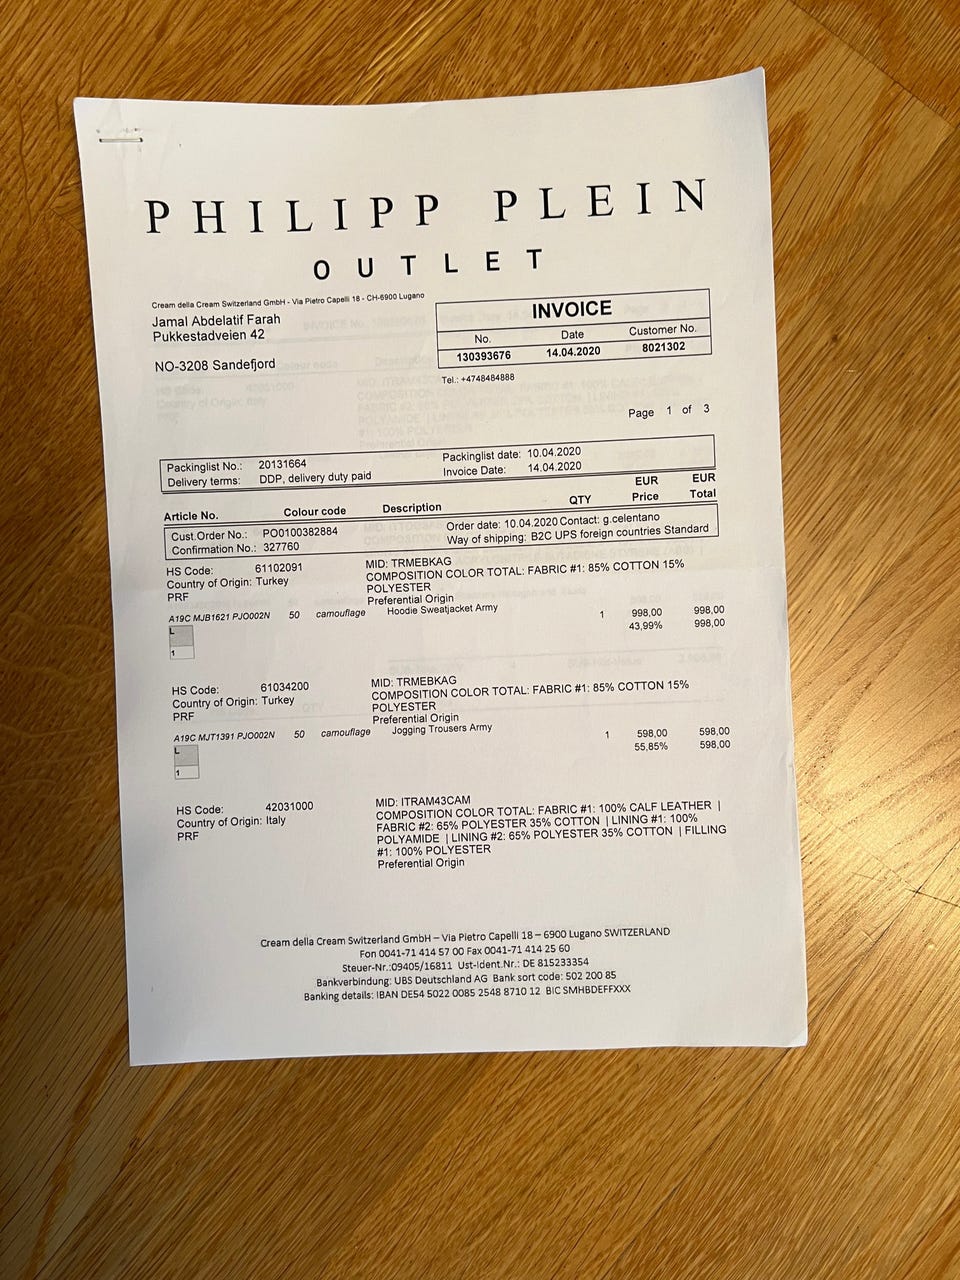 PHILIPP PLEIN
OUTLET
Cream della Cream Switzerland GmbH - Via Pietro Capelli 18 - CH-6900 Lugano
Jamal Abdelatif Farah
Pukkestadveien 42
NO-3208 Sandefjord
INVOICE
No. Date Customer No.
130393676 14.04.2020 8021302
Tel.: +4748484888
Page 1 of 3
Packinglist No.: 20131664 Packinglist date: 10.04.2020
Delivery terms: DDP, delivery duty paid Invoice Date: 14.04.2020
EUR EUR
Article No. Colour code Description QTY Price Total
Cust.Order No.: PO0100382884 Order date: 10.04.2020 Contact: g.celentano
Confirmation No.: 327760 Way of shipping: B2C UPS foreign countries Standard
HS Code: 61102091 MID: TRMEBKAG
Country of Origin: Turkey COMPOSITION COLOR TOTAL: FABRIC #1: 85% COTTON 15%
PRF POLYESTER
Preferential Origin
A19C MJB1621 PJO002N 50 camouflage Hoodie Sweatjacket Army 1 998,00 998,00
L 43,99% 998,00
1
HS Code: 61034200 MID: TRMEBKAG
Country of Origin: Turkey COMPOSITION COLOR TOTAL: FABRIC #1: 85% COTTON 15%
PRF POLYESTER
Preferential Origin
A19C MJT1391 PJO002N 50 camouflage Jogging Trousers Army 1 598,00 598,00
L 55,85% 598,00
1
HS Code: 42031000 MID: ITRAM43CAM
Country of Origin: Italy COMPOSITION COLOR TOTAL: FABRIC #1: 100% CALF LEATHER |
PRF FABRIC #2: 65% POLYESTER 35% COTTON | LINING #1: 100%
POLYAMIDE | LINING #2: 65% POLYESTER 35% COTTON | FILLING
#1: 100% POLYESTER
Preferential Origin
Cream della Cream Switzerland GmbH – Via Pietro Capelli 18 – 6900 Lugano SWITZERLAND
Fon 0041-71 414 57 00 Fax 0041-71 414 25 60
Steuer-Nr.:09405/16811 Ust-Ident.Nr.: DE 815233354
Bankverbindung: UBS Deutschland AG Bank sort code: 502 200 85
Banking details: IBAN DE54 5022 0085 2548 8710 12 BIC SMHBDEFFXXX